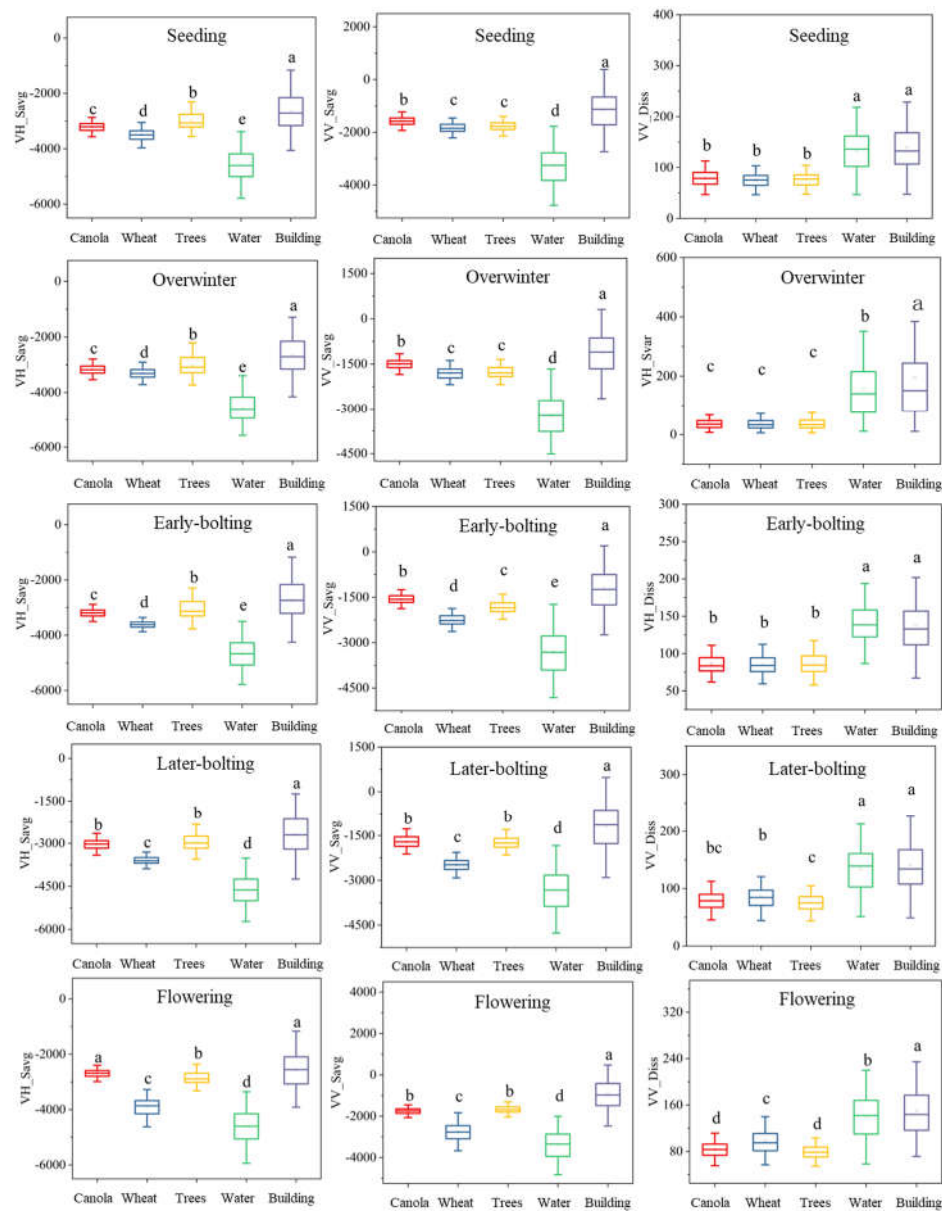 Seeding
VH_Savg
0
-2000
-4000
-6000
c d b e a
Canola Wheat Trees Water Building
Seeding
VV_Savg
2000
0
-2000
-4000
b c c d a
Canola Wheat Trees Water Building
Seeding
VV_Diss
400
300
200
100
0
b b b a a
Canola Wheat Trees Water Building
Overwinter
VH_Savg
0
-2000
-4000
-6000
c d b e a
Canola Wheat Trees Water Building
Overwinter
VV_Savg
1500
0
-1500
-3000
-4500
b c c d a
Canola Wheat Trees Water Building
Overwinter
VH_Svar
600
400
200
0
c c c b a
Canola Wheat Trees Water Building
Early-bolting
VH_Savg
0
-2000
-4000
-6000
c d b e a
Canola Wheat Trees Water Building
Early-bolting
VV_Savg
1500
0
-1500
-3000
-4500
b d c e a
Canola Wheat Trees Water Building
Early-bolting
VH_Diss
300
250
200
150
100
50
b b b a a
Canola Wheat Trees Water Building
Later-bolting
VH_Savg
0
-1500
-3000
-4500
-6000
b c b d a
Canola Wheat Trees Water Building
Later-bolting
VV_Savg
1500
0
-1500
-3000
-4500
b c b d a
Canola Wheat Trees Water Building
Later-bolting
VV_Diss
300
200
100
0
bc b c a a
Canola Wheat Trees Water Building
Flowering
VH_Savg
0
-2000
-4000
-6000
a c b d a
Canola Wheat Trees Water Building
Flowering
VV_Savg
4000
2000
0
-2000
-4000
b c b d a
Canola Wheat Trees Water Building
Flowering
VV_Diss
320
240
160
80
d c d b a
Canola Wheat Trees Water Building